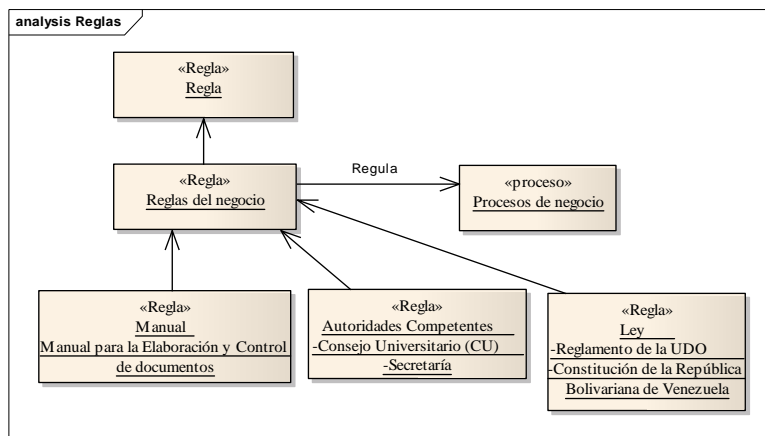 analysis Reglas
«Regla»
Regla
«Regla»
Reglas del negocio
Regula
«proceso»
Procesos de negocio
«Regla»
Manual
Manual para la Elaboración y Control
de documentos
«Regla»
Autoridades Competentes
-Consejo Universitario (CU)
-Secretaría
«Regla»
Ley
-Reglamento de la UDO
-Constitución de la República
Bolivariana de Venezuela